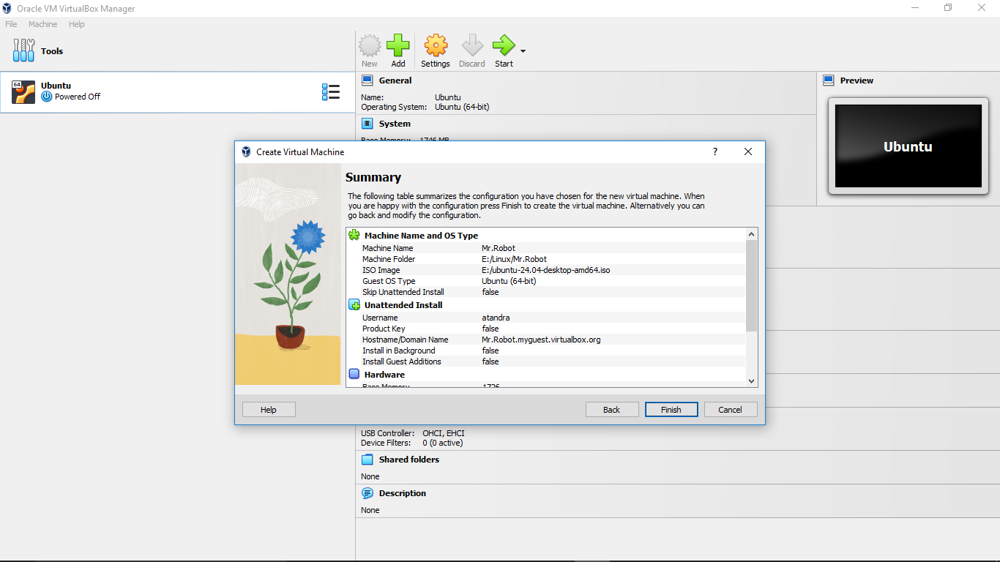 Oracle VM VirtualBox Manager
File Machine Help
Tools
New Add Settings Discard Start
64
Ubuntu
Powered Off
General
Name: Ubuntu
Operating System: Ubuntu (64-bit)
Preview
Ubuntu
System
Base Memory: 1746 MB
Create Virtual Machine ?
Summary
The following table summarizes the configuration you have chosen for the new virtual machine. When
you are happy with the configuration press Finish to create the virtual machine. Alternatively you can
go back and modify the configuration.
Machine Name and OS Type
Machine Name Mr.Robot
Machine Folder E:/Linux/Mr.Robot
ISO Image E:/ubuntu-24.04-desktop-amd64.iso
Guest OS Type Ubuntu (64-bit)
Skip Unattended Install false
Unattended Install
Username atandra
Product Key false
Hostname/Domain Name Mr.Robot.myguest.virtualbox.org
Install in Background false
Install Guest Additions false
Hardware
Base Memory 1726
Help Back Finish Cancel
USB Controller: OHCI, EHCI
Device Filters: 0 (0 active)
Shared folders
None
Description
None